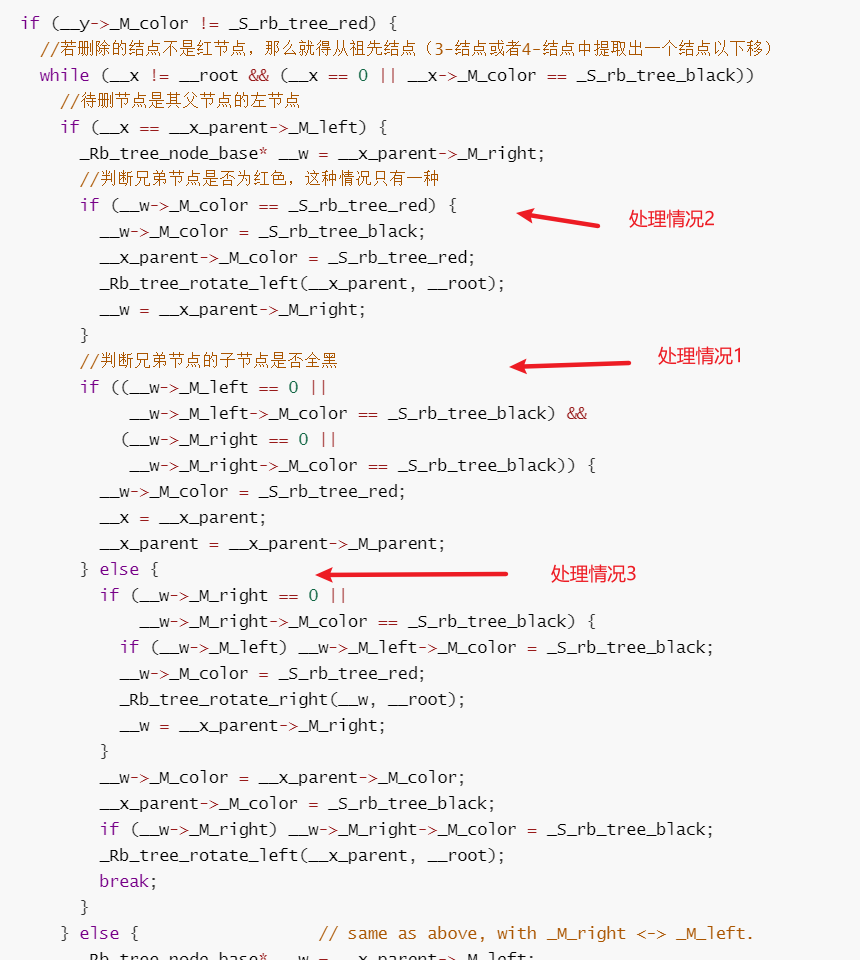 if (__y->_M_color != _S_rb_tree_red) {
//若删除的结点不是红节点，那么就得从祖先结点（3-结点或者4-结点中提取出一个结点以下移）
while (__x != __root && (__x == 0 || __x->_M_color == _S_rb_tree_black))
//待删节点是其父节点的左节点
if (__x == __x_parent->_M_left) {
_Rb_tree_node_base* __w = __x_parent->_M_right;
//判断兄弟节点是否为红色，这种情况只有一种
if (__w->_M_color == _S_rb_tree_red) {
处理情况2
__w->_M_color = _S_rb_tree_black;
__x_parent->_M_color = _S_rb_tree_red;
_Rb_tree_rotate_left(__x_parent, __root);
__w = __x_parent->_M_right;
}
//判断兄弟节点的子节点是否全黑
处理情况1
if ((__w->_M_left == 0 ||
__w->_M_left->_M_color == _S_rb_tree_black) &&
(__w->_M_right == 0 ||
__w->_M_right->_M_color == _S_rb_tree_black)) {
__w->_M_color = _S_rb_tree_red;
__x = __x_parent;
__x_parent = __x_parent->_M_parent;
} else {
处理情况3
if (__w->_M_right == 0 ||
__w->_M_right->_M_color == _S_rb_tree_black) {
if (__w->_M_left) __w->_M_left->_M_color = _S_rb_tree_black;
__w->_M_color = _S_rb_tree_red;
_Rb_tree_rotate_right(__w, __root);
__w = __x_parent->_M_right;
}
__w->_M_color = __x_parent->_M_color;
__x_parent->_M_color = _S_rb_tree_black;
if (__w->_M_right) __w->_M_right->_M_color = _S_rb_tree_black;
_Rb_tree_rotate_left(__x_parent, __root);
break;
}
} else { // same as above, with _M_right <-> _M_left.
_Rb_tree_node_base* __w = __x_parent->_M_left;